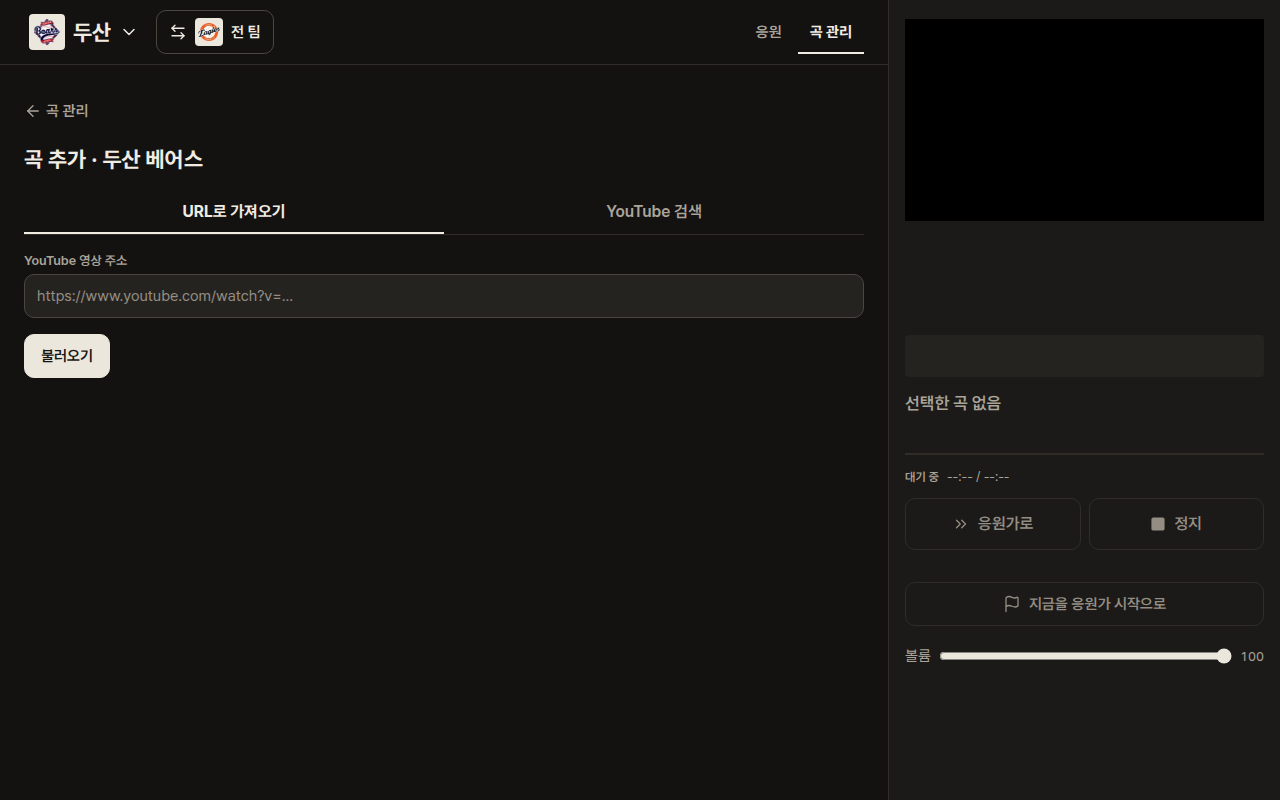 Bears
두산
Eagles
전 팀
응원
곡 관리
곡 관리
곡 추가 · 두산 베어스
URL로 가져오기
YouTube 검색
YouTube 영상 주소
https://www.youtube.com/watch?v=...
불러오기
선택한 곡 없음
대기 중 --:-- / --:--
응원가로
정지
지금을 응원가 시작으로
볼륨
100